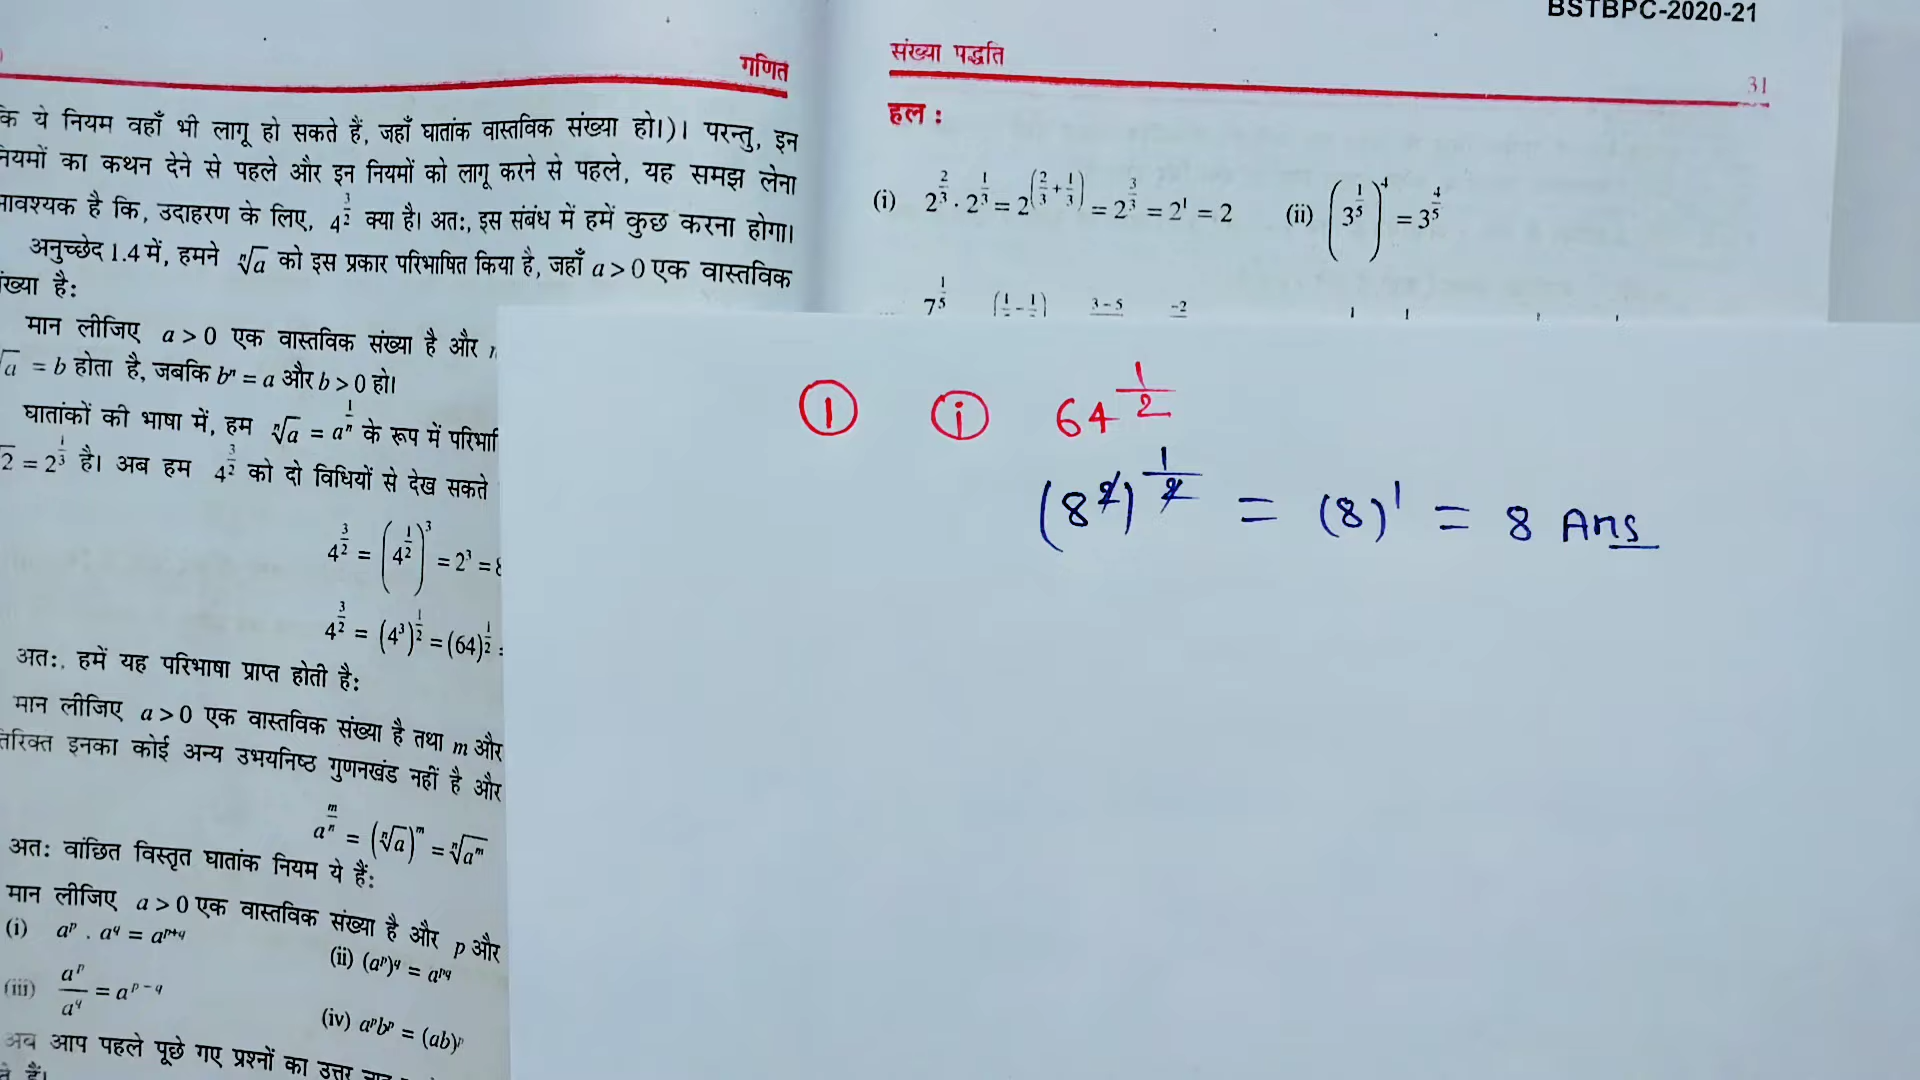 गणित
कि ये नियम वहाँ भी लागू हो सकते हैं, जहाँ घातांक वास्तविक संख्या हो।)। परन्तु, इन
नियमों का कथन देने से पहले और इन नियमों को लागू करने से पहले, यह समझ लेना
आवश्यक है कि, उदाहरण के लिए, 4^(3/2) क्या है। अतः, इस संबंध में हमें कुछ करना होगा।
अनुच्छेद 1.4 में, हमने ⁿ√a को इस प्रकार परिभाषित किया है, जहाँ a > 0 एक वास्तविक
संख्या है:
मान लीजिए a > 0 एक वास्तविक संख्या है और n
√a = b होता है, जबकि bⁿ = a और b > 0 हो।
घातांकों की भाषा में, हम ⁿ√a = a^(1/n) के रूप में
2 = 2^(1/3) है। अब हम 4^(3/2) को दो विधियों से देख सकते
4^(3/2) = (4^(1/2))³ = 2³ = 8
4^(3/2) = (4³)^(1/2) = (64)^(1/2) =
अतः, हमें यह परिभाषा प्राप्त होती है:
मान लीजिए a > 0 एक वास्तविक संख्या है तथा m और
इनका कोई अन्य उभयनिष्ठ गुणनखंड नहीं है और
a^(m/n) = (ⁿ√a)^m = ⁿ√a^m
अतः वांछित विस्तृत घातांक नियम ये हैं:
मान लीजिए a > 0 एक वास्तविक संख्या है और p और
(i) a^p . a^q = a^(p+q)
(ii) (a^p)^q = a^(pq)
(iii) a^p/a^q = a^(p – q)
(iv) a^p b^p = (ab)^p
अब आप पहले पूछे गए प्रश्नों का उत्तर
BSTBPC-2020-21
संख्या पद्धति
31
हल :
(i) 2^(2/3) . 2^(1/3) = 2^(2/3 + 1/3) = 2^(3/3) = 2¹ = 2 (ii) (3^(1/5))⁴ = 3^(4/5)
7^(1/5) 3 – 5 –2
① ⓘ 64^(1/2)
(8²)^(1/2) = (8)¹ = 8 Ans